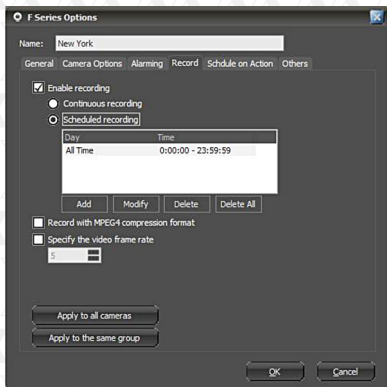 F Series Options
Name: New York
General Camera Options Alarming Record Schdule on Action Others
Enable recording
Continuous recording
Scheduled recording
Day Time
All Time 0:00:00 - 23:59:59
Add Modify Delete Delete All
Record with MPEG4 compression format
Specify the video frame rate
5
Apply to all cameras
Apply to the same group
OK Cancel